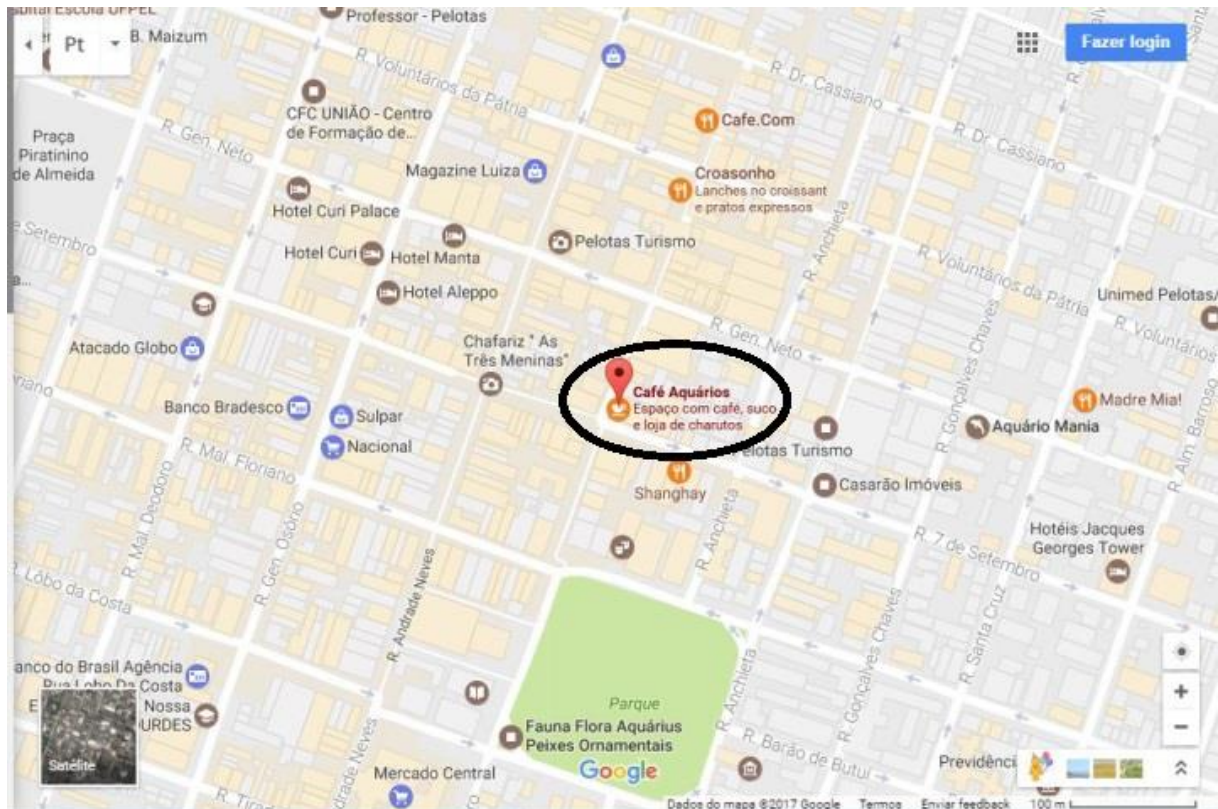 Professor - Pelotas
Pt
B. Maizum
Fazer login
R. Voluntários da Pátria
R. Dr. Cassiano
CFC UNIÃO - Centro
de Formação de...
Cafe.Com
Praça
Piratinino
de Almeida
R. Gen. Neto
R. Dr. Cassiano
Magazine Luiza
Croasonho
Lanches no croissant
e pratos expressos
Hotel Curi Palace
R. Anchieta
Hotel Curi
Hotel Manta
Pelotas Turismo
R. Voluntários da Pátria
Hotel Aleppo
Unimed Pelotas/
R. Voluntários
Atacado Globo
Chafariz " As
Três Meninas"
R. Gen. Neto
R. Gonçalves Chaves
Café Aquários
Espaço com café, suco
e loja de charutos
Banco Bradesco
Sulpar
Madre Mia!
Aquário Mania
R. Alm. Barroso
Nacional
R. Mal. Floriano
Pelotas Turismo
Shanghay
Casarão Imóveis
R. Mal. Deodoro
R. Gen. Osório
R. Andrade Neves
R. Anchieta
R. 7 de Setembro
Hotéis Jacques
Georges Tower
Lôbo da Costa
R. Gonçalves Chaves
R. Santa Cruz
anco do Brasil Agência
Rua Lobo Da Costa
Nossa
URDES
Satélite
Parque
R. Anchieta
Fauna Flora Aquárius
Peixes Ornamentais
Google
R. Barão de Butuí
Mercado Central
Previdênci
Dados do mapa ©2017 Google Termos Enviar feedback 100 m